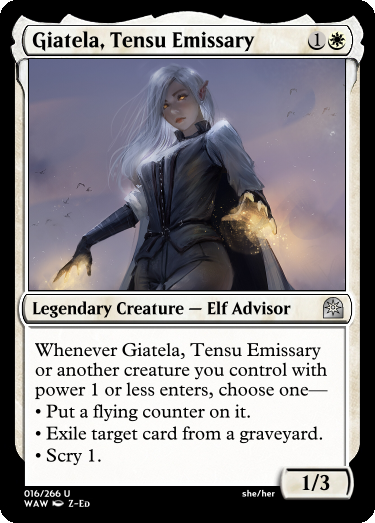 Giatela, Tensu Emissary 1
Legendary Creature — Elf Advisor
Whenever Giatela, Tensu Emissary
or another creature you control with
power 1 or less enters, choose one—
• Put a flying counter on it.
• Exile target card from a graveyard.
• Scry 1.
1/3
016/266 U she/her
WAW Z-ED